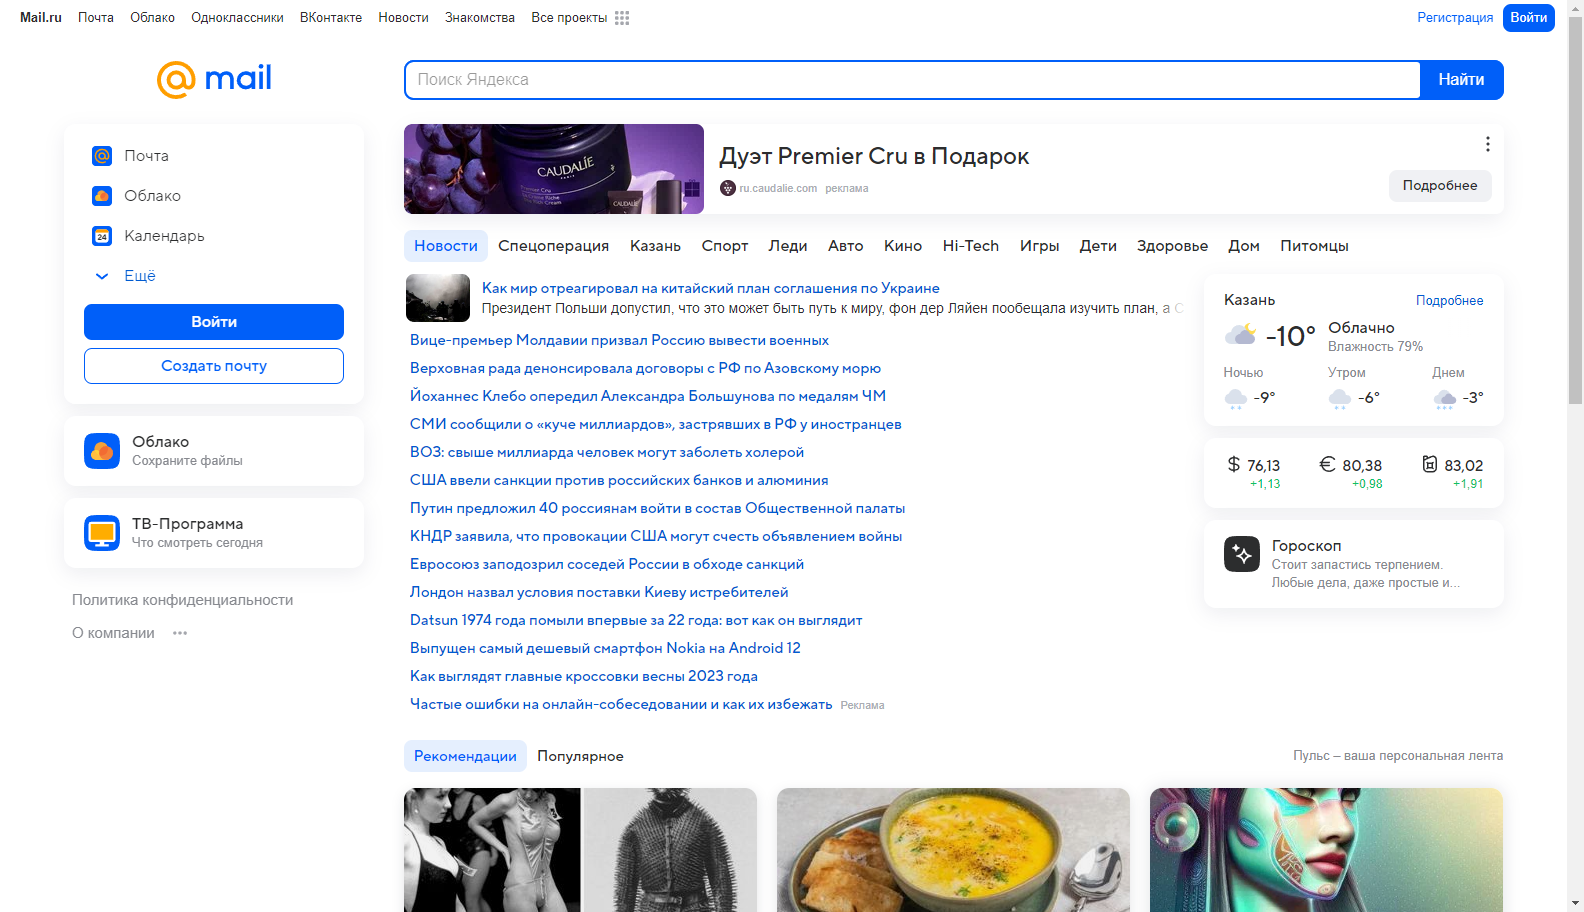 Mail.ru Почта Облако Одноклассники ВКонтакте Новости Знакомства Все проекты
Регистрация Войти
mail
Поиск Яндекса Найти
Почта
Облако
24 Календарь
Ещё
Войти
Создать почту
Облако
Сохраните файлы
ТВ-Программа
Что смотреть сегодня
Политика конфиденциальности
О компании
CAUDALÍE
PARIS
Premier Cru
CAUDALÍE
Дуэт Premier Cru в Подарок
ru.caudalie.com реклама
Подробнее
Новости Спецоперация Казань Спорт Леди Авто Кино Hi-Tech Игры Дети Здоровье Дом Питомцы
Как мир отреагировал на китайский план соглашения по Украине
Президент Польши допустил, что это может быть путь к миру, фон дер Ляйен пообещала изучить план, а С
Вице-премьер Молдавии призвал Россию вывести военных
Верховная рада денонсировала договоры с РФ по Азовскому морю
Йоханнес Клебо опередил Александра Большунова по медалям ЧМ
СМИ сообщили о «куче миллиардов», застрявших в РФ у иностранцев
ВОЗ: свыше миллиарда человек могут заболеть холерой
США ввели санкции против российских банков и алюминия
Путин предложил 40 россиянам войти в состав Общественной палаты
КНДР заявила, что провокации США могут счесть объявлением войны
Евросоюз заподозрил соседей России в обходе санкций
Лондон назвал условия поставки Киеву истребителей
Datsun 1974 года помыли впервые за 22 года: вот как он выглядит
Выпущен самый дешевый смартфон Nokia на Android 12
Как выглядят главные кроссовки весны 2023 года
Частые ошибки на онлайн-собеседовании и как их избежать Реклама
Казань Подробнее
-10° Облачно
Влажность 79%
Ночью Утром Днем
-9° -6° -3°
$ 76,13 € 80,38 83,02
+1,13 +0,98 +1,91
Гороскоп
Стоит запастись терпением.
Любые дела, даже простые и...
Рекомендации Популярное
Пульс – ваша персональная лента